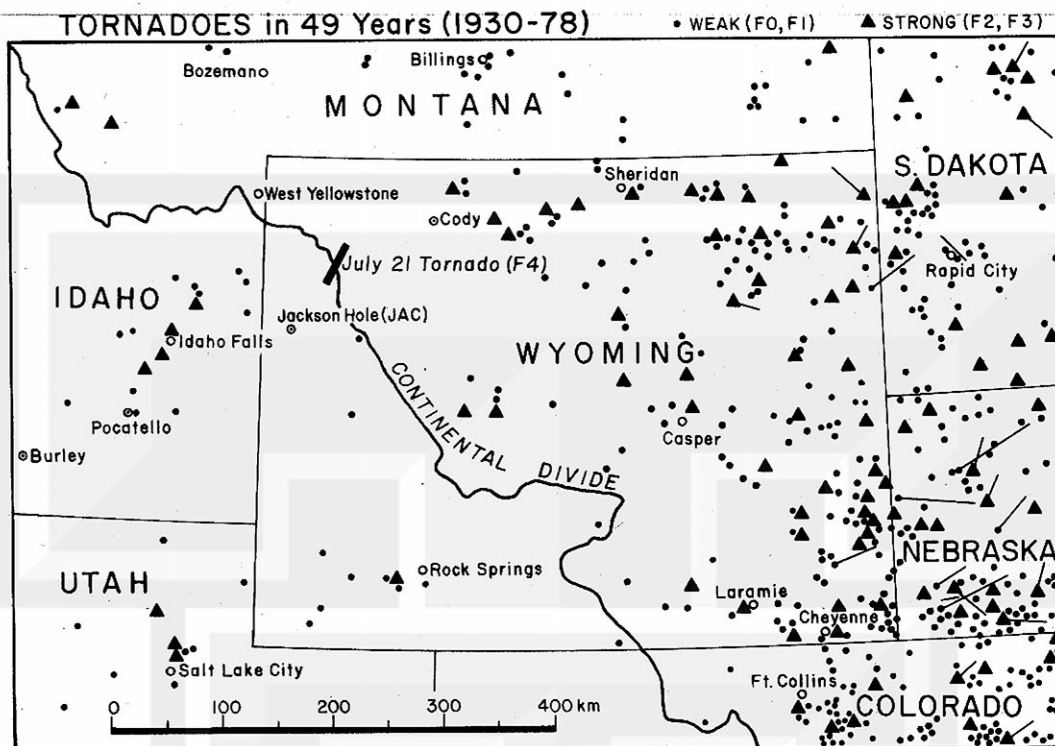 TORNADOES in 49 Years (1930-78)
• WEAK (F0, F1) ▲ STRONG (F2, F3)
Bozeman
Billings
MONTANA
S. DAKOTA
West Yellowstone
Sheridan
Cody
Rapid City
July 21 Tornado (F4)
IDAHO
Jackson Hole (JAC)
Idaho Falls
WYOMING
CONTINENTAL DIVIDE
Pocatello
Casper
Burley
NEBRASKA
UTAH
Rock Springs
Laramie
Cheyenne
Salt Lake City
Ft. Collins
COLORADO
0 100 200 300 400 km